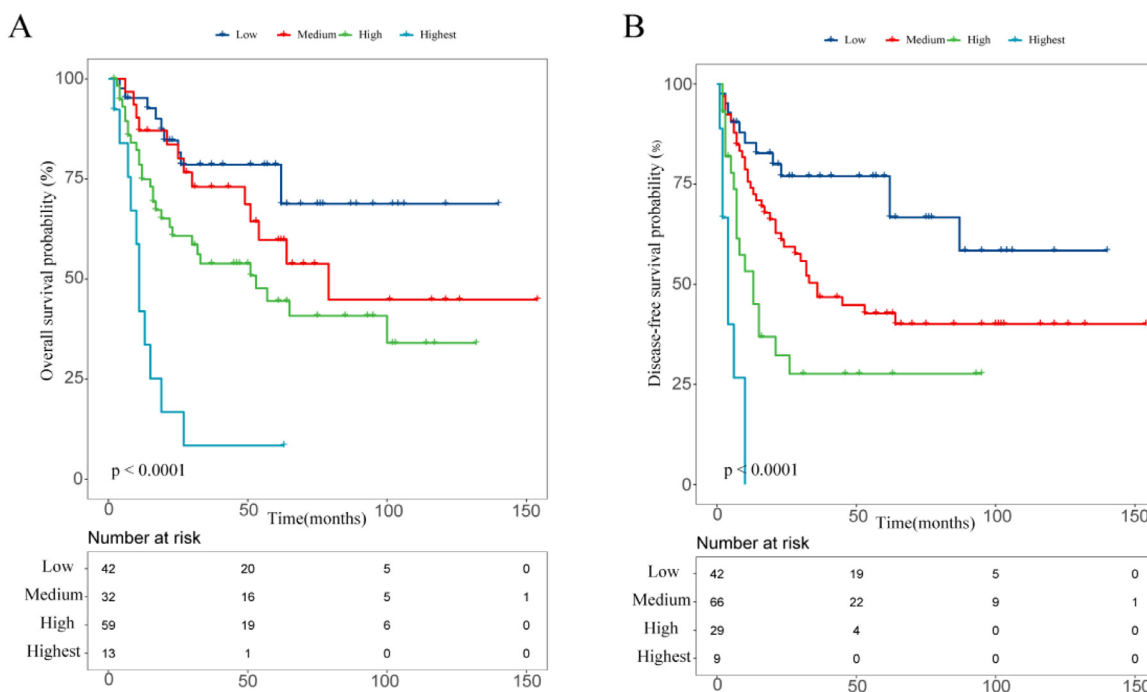 A
Low Medium High Highest
Overall survival probability (%)
100
75
50
25
0
p < 0.0001
0 50 100 150
Time(months)
Number at risk
Low 42 20 5 0
Medium 32 16 5 1
High 59 19 6 0
Highest 13 1 0 0
0 50 100 150
B
Low Medium High Highest
Disease-free survival probability (%)
100
75
50
25
0
p < 0.0001
0 50 100 150
Time(months)
Number at risk
Low 42 19 5 0
Medium 66 22 9 1
High 29 4 0 0
Highest 9 0 0 0
0 50 100 150